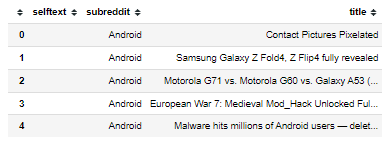 selftext subreddit title
0 Android Contact Pictures Pixelated
1 Android Samsung Galaxy Z Fold4, Z Flip4 fully revealed
2 Android Motorola G71 vs. Motorola G60 vs. Galaxy A53 (...
3 Android European War 7: Medieval Mod_Hack Unlocked Ful...
4 Android Malware hits millions of Android users — delet...